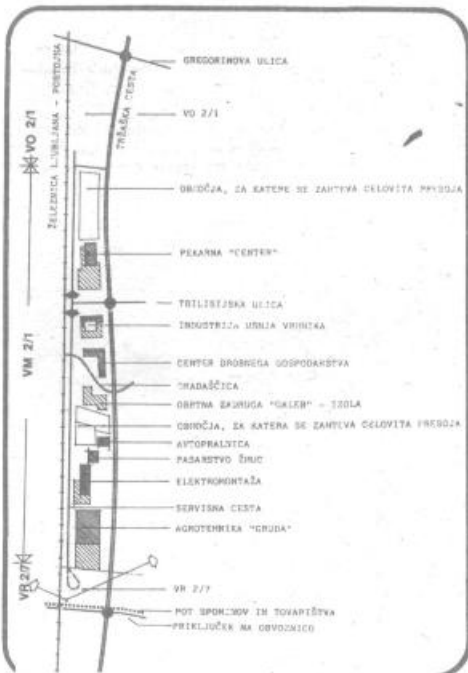 GREGORINOVA ULICA
VO 2/1
OBMOČJA, ZA KATERE SE ZAHTEVA CELOVITA PRESOJA
PEKARNA "CENTER"
TBILISIJSKA ULICA
INDUSTRIJA USNJA VRHNIKA
CENTER DROBNEGA GOSPODARSTVA
GRADAŠČICA
OBRTNA ZADRUGA "GALEB" - IZOLA
OBMOČJA, ZA KATERA SE ZAHTEVA CELOVITA PRESOJA
AVTOPRALNICA
PASARSTVO ŽMUC
ELEKTROMONTAŽA
SERVISNA CESTA
AGROTEHNIKA "GRUDA"
VR 2/7
POT SPOMINOV IN TOVARIŠTVA
PRIKLJUČEK NA OBVOZNICO
TRŽAŠKA CESTA
ŽELEZNICA LJUBLJANA - POSTOJNA
VO 2/1
VM 2/1
VR 2/7